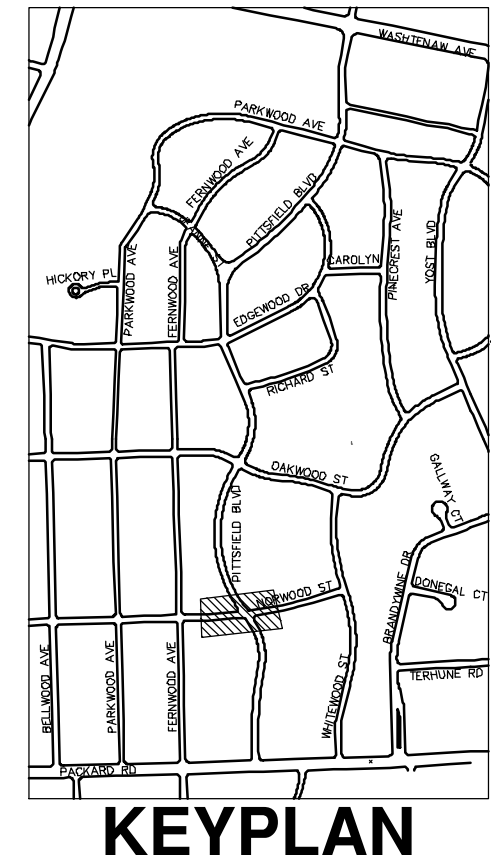 WASHTENAW AVE
PARKWOOD AVE
FERNWOOD AVE
PITTSFIELD BLVD
CAROLYN
PINECREST AVE
YOST BLVD
HICKORY PL
PARKWOOD AVE
FERNWOOD AVE
EDGEWOOD DR
RICHARD ST
OAKWOOD ST
GALLWAY CT
PITTSFIELD BLVD
NORWOOD ST
BRANDYWINE DR
DONEGAL CT
BELLWOOD AVE
PARKWOOD AVE
FERNWOOD AVE
WHITEWOOD ST
TERHUNE RD
PACKARD RD
KEYPLAN